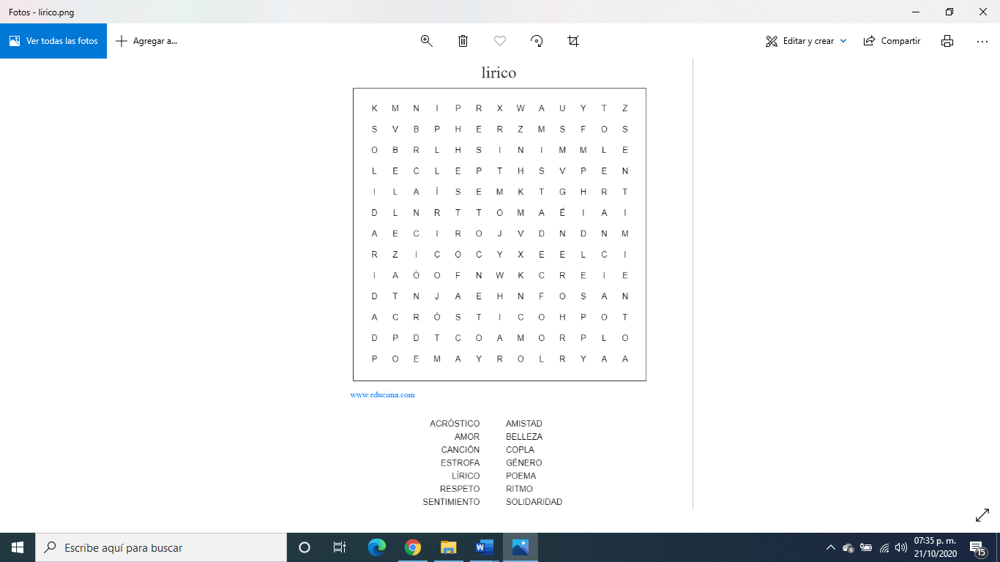 Fotos - lirico.png
Ver todas las fotos Agregar a... Editar y crear Compartir
lirico
K M N I P R X W A U Y T Z
S V B P H E R Z M S F O S
O B R L H S I N I M M L E
L E C L E P T H S V P E N
I L A Í S E M K T G H R T
D L N R T T O M A É I A I
A E C I R O J V D N D N M
R Z I C O C Y X E E L C I
I A Ó O F N W K C R E I E
D T N J A E H N F O S A N
A C R Ó S T I C O H P O T
D P D T C O A M O R P L O
P O E M A Y R O L R Y A A
www.educima.com
ACRÓSTICO AMISTAD
AMOR BELLEZA
CANCIÓN COPLA
ESTROFA GÉNERO
LÍRICO POEMA
RESPETO RITMO
SENTIMIENTO SOLIDARIDAD
Escribe aquí para buscar
07:35 p. m.
21/10/2020
15